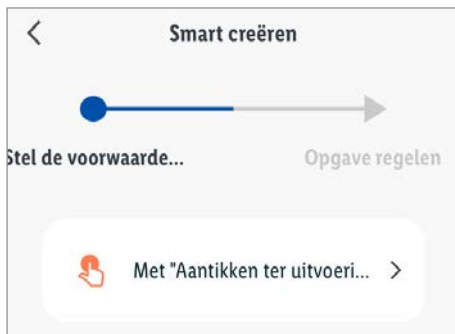 Smart creëren
Stel de voorwaarde...
Opgave regelen
Met "Aantikken ter uitvoeri...